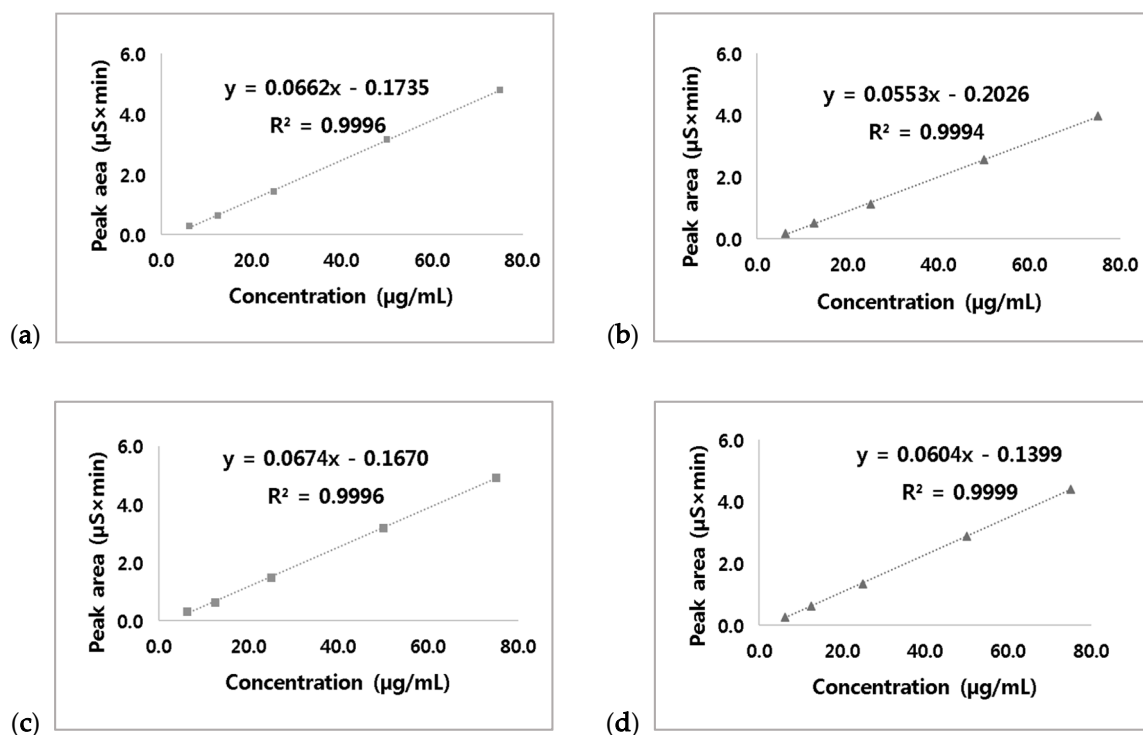 6.0
y = 0.0662x - 0.1735
4.0
R² = 0.9996
2.0
0.0
0.0 20.0 40.0 60.0 80.0
Peak aea (µS×min)
Concentration (µg/mL)
(a)
6.0
y = 0.0553x - 0.2026
4.0
R² = 0.9994
2.0
0.0
0.0 20.0 40.0 60.0 80.0
Peak area (µS×min)
Concentration (µg/mL)
(b)
6.0
y = 0.0674x - 0.1670
R² = 0.9996
4.0
2.0
0.0
0.0 20.0 40.0 60.0 80.0
Peak area (µS×min)
Concentration (µg/mL)
(c)
6.0
y = 0.0604x - 0.1399
R² = 0.9999
4.0
2.0
0.0
0.0 20.0 40.0 60.0 80.0
Peak area (µS×min)
Concentration (µg/mL)
(d)